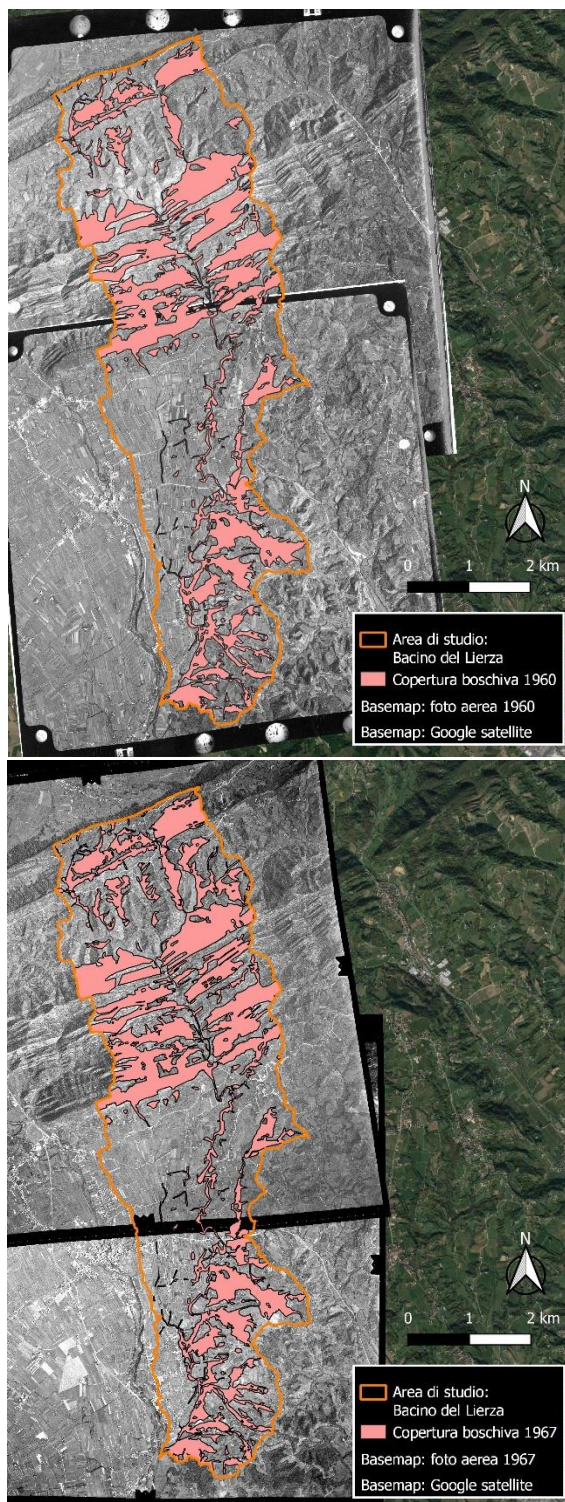 N
0 1 2 km
Area di studio:
Bacino del Lierza
Copertura boschiva 1960
Basemap: foto aerea 1960
Basemap: Google satellite
N
0 1 2 km
Area di studio:
Bacino del Lierza
Copertura boschiva 1967
Basemap: foto aerea 1967
Basemap: Google satellite